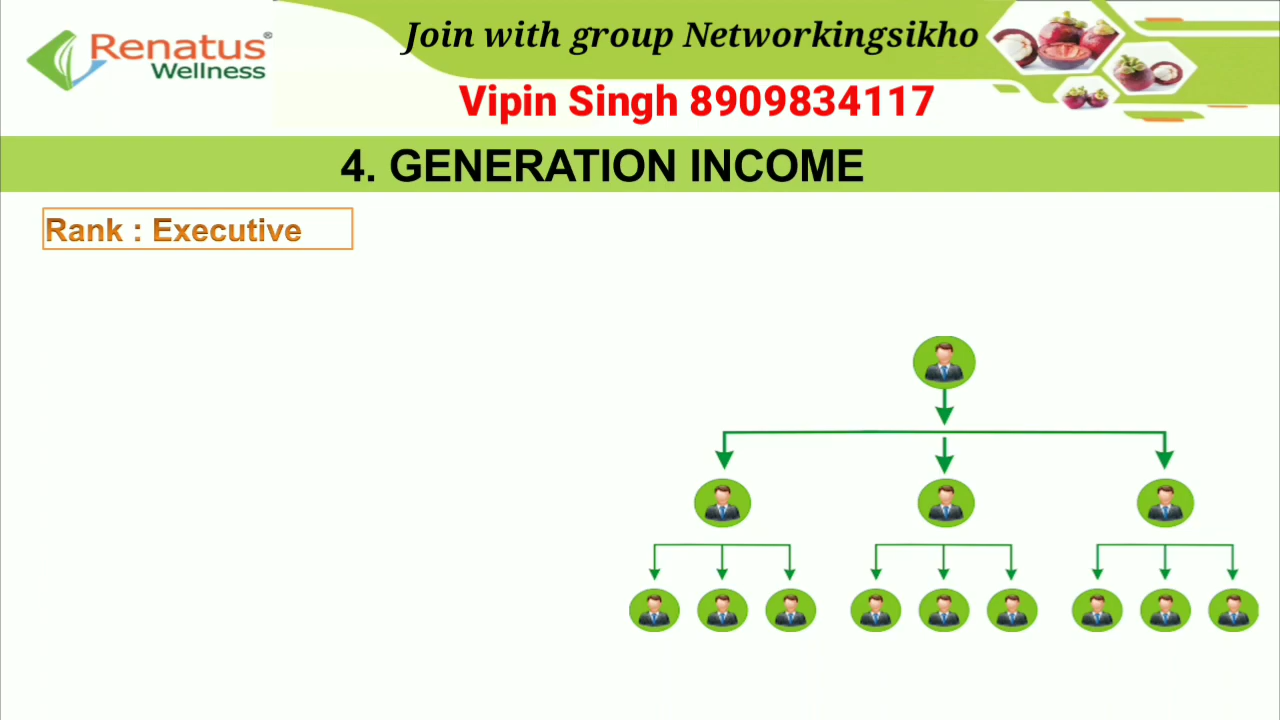 Renatus®
Wellness
Join with group Networkingsikho
Vipin Singh 8909834117
4. GENERATION INCOME
Rank : Executive